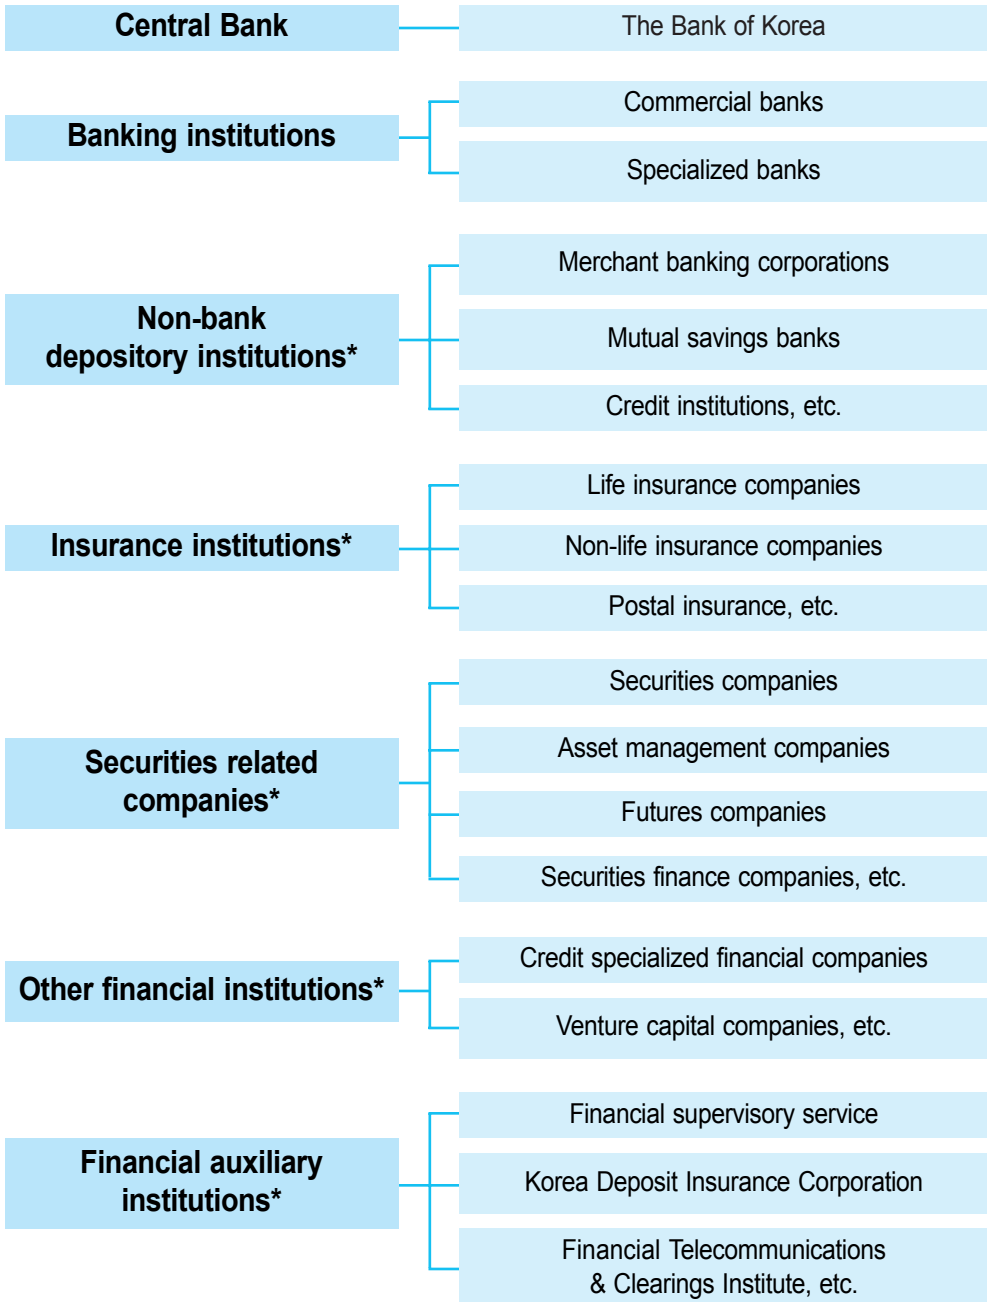 Central Bank
The Bank of Korea
Banking institutions
Commercial banks
Specialized banks
Non-bank
depository institutions*
Merchant banking corporations
Mutual savings banks
Credit institutions, etc.
Insurance institutions*
Life insurance companies
Non-life insurance companies
Postal insurance, etc.
Securities related
companies*
Securities companies
Asset management companies
Futures companies
Securities finance companies, etc.
Other financial institutions*
Credit specialized financial companies
Venture capital companies, etc.
Financial auxiliary
institutions*
Financial supervisory service
Korea Deposit Insurance Corporation
Financial Telecommunications
& Clearings Institute, etc.